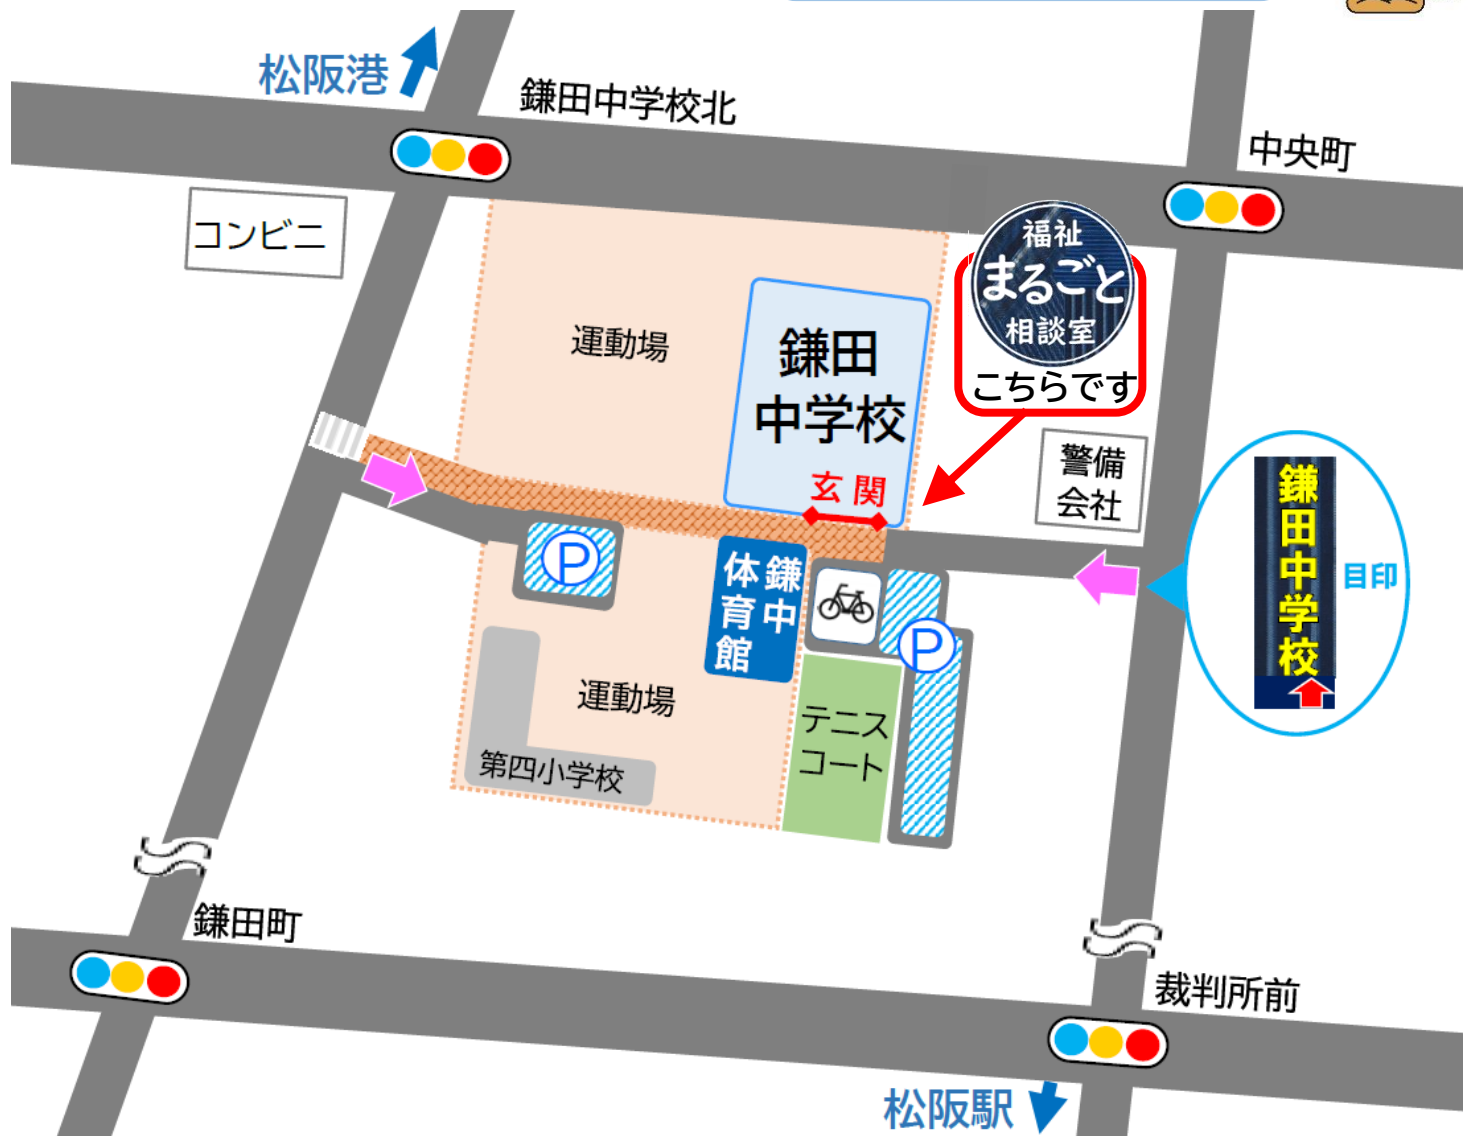 松阪港
鎌田中学校北
中央町
コンビニ
福祉
まるごと
相談室
こちらです
運動場
鎌田
中学校
玄関
警備
会社
鎌田中学校
目印
P
鎌中
体育館
P
運動場
テニス
コート
第四小学校
鎌田町
裁判所前
松阪駅